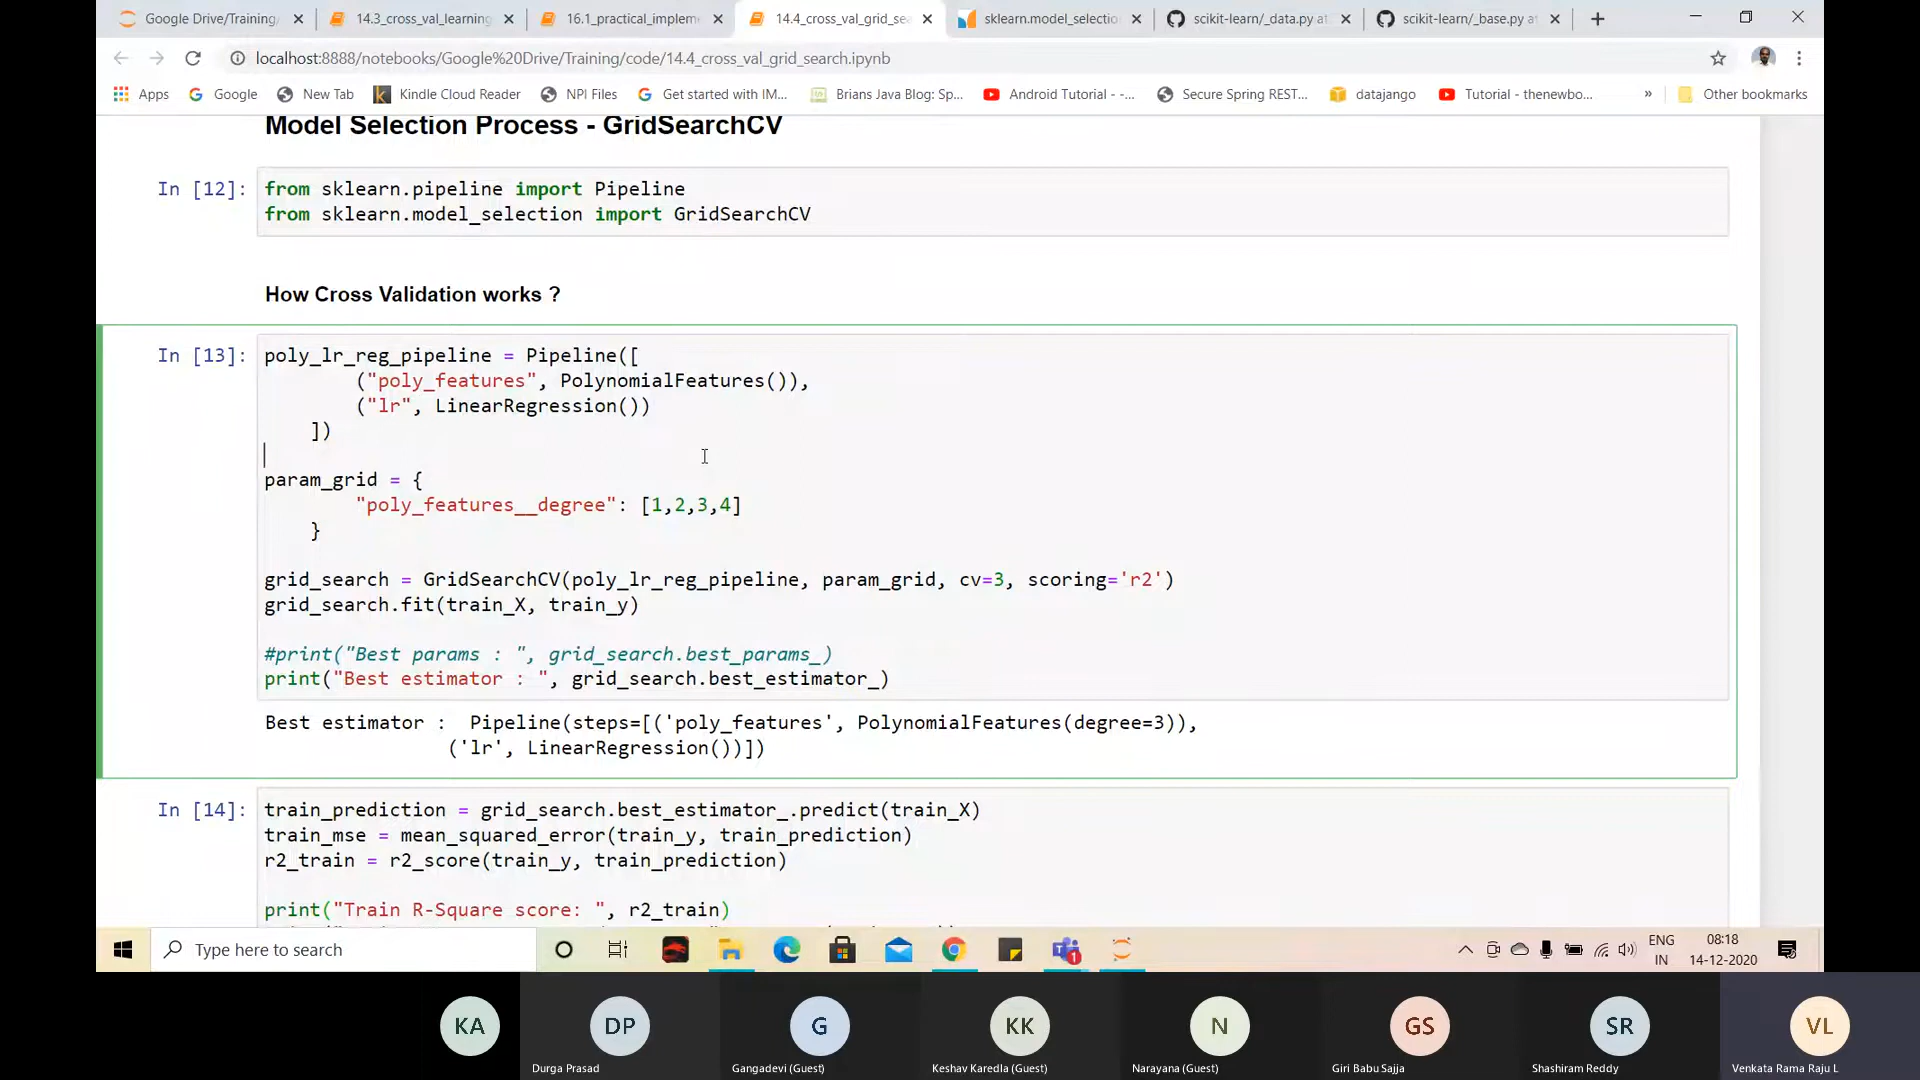 Google Drive/Training/
14.3_cross_val_learning
16.1_practical_implem
14.4_cross_val_grid_sea
sklearn.model_selectio
scikit-learn/_data.py at
scikit-learn/_base.py at
localhost:8888/notebooks/Google%20Drive/Training/code/14.4_cross_val_grid_search.ipynb
Apps
Google
New Tab
Kindle Cloud Reader
NPI Files
Get started with IM...
Brians Java Blog: Sp...
Android Tutorial - -...
Secure Spring REST...
datajango
Tutorial - thenewbo...
»
Other bookmarks
Model Selection Process - GridSearchCV
In [12]:
from sklearn.pipeline import Pipeline
from sklearn.model_selection import GridSearchCV
How Cross Validation works ?
In [13]:
poly_lr_reg_pipeline = Pipeline([
("poly_features", PolynomialFeatures()),
("lr", LinearRegression())
])
param_grid = {
"poly_features__degree": [1,2,3,4]
}
grid_search = GridSearchCV(poly_lr_reg_pipeline, param_grid, cv=3, scoring='r2')
grid_search.fit(train_X, train_y)
#print("Best params : ", grid_search.best_params_)
print("Best estimator : ", grid_search.best_estimator_)
Best estimator :  Pipeline(steps=[('poly_features', PolynomialFeatures(degree=3)),
('lr', LinearRegression())])
In [14]:
train_prediction = grid_search.best_estimator_.predict(train_X)
train_mse = mean_squared_error(train_y, train_prediction)
r2_train = r2_score(train_y, train_prediction)
print("Train R-Square score: ", r2_train)
Type here to search
1
ENG
IN
08:18
14-12-2020
KA
DP
Durga Prasad
G
Gangadevi (Guest)
KK
Keshav Karedla (Guest)
N
Narayana (Guest)
GS
Giri Babu Sajja
SR
Shashiram Reddy
VL
Venkata Rama Raju L